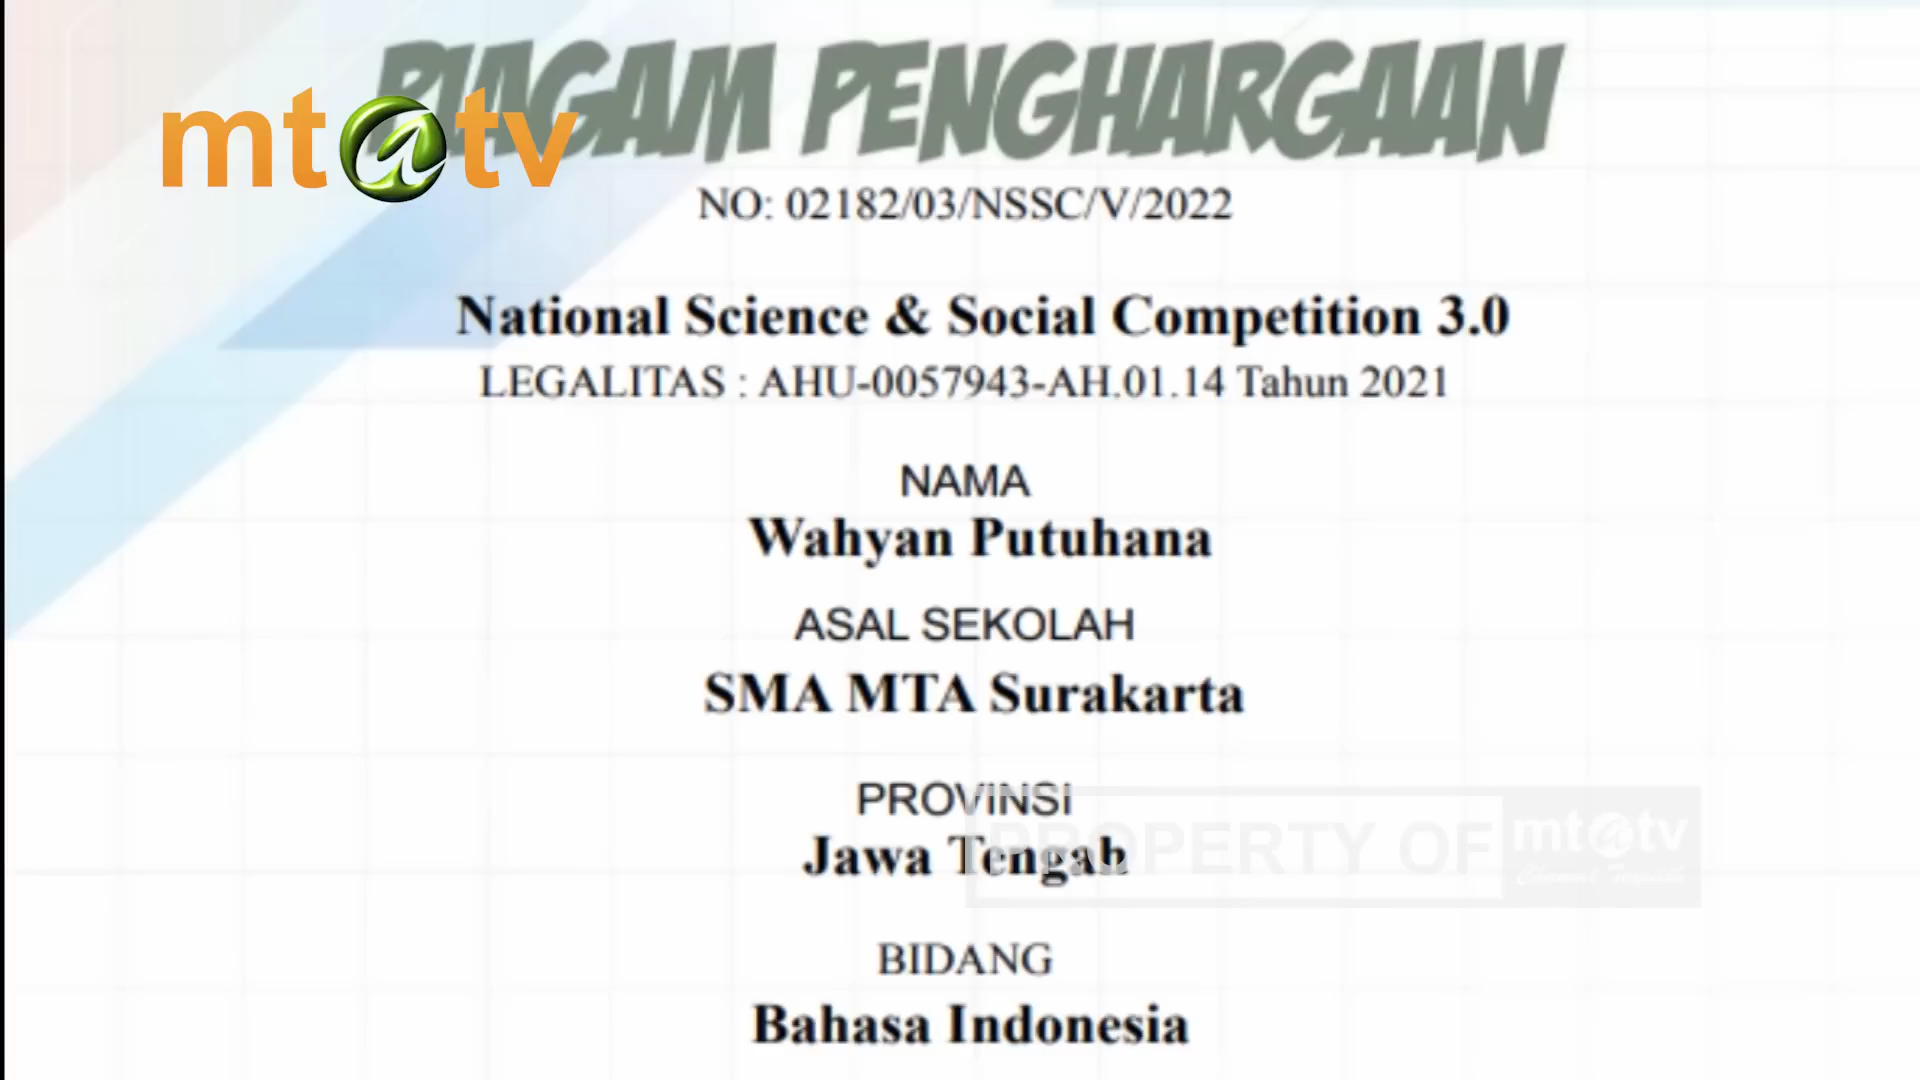 RIAGAM PENGHARGAAN
mt@tv
NO: 02182/03/NSSC/V/2022
National Science & Social Competition 3.0
LEGALITAS : AHU-0057943-AH.01.14 Tahun 2021
NAMA
Wahyan Putuhana
ASAL SEKOLAH
SMA MTA Surakarta
PROVINSI
Jawa Tengah
PROPERTY OF mt@tv
BIDANG
Bahasa Indonesia